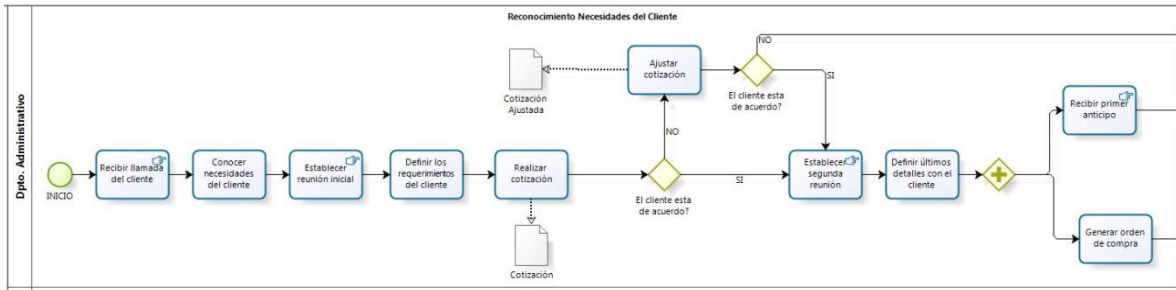 Reconocimiento Necesidades del Cliente
Dpto. Administrativo
INICIO
Recibir llamada
del cliente
Conocer
necesidades
del cliente
Establecer
reunión inicial
Definir los
requerimientos
del cliente
Realizar
cotización
Cotización
El cliente esta
de acuerdo?
NO
SI
Ajustar
cotización
Cotización
Ajustada
El cliente esta
de acuerdo?
NO
SI
Establecer
segunda
reunión
Definir últimos
detalles con el
cliente
Recibir primer
anticipo
Generar orden
de compra